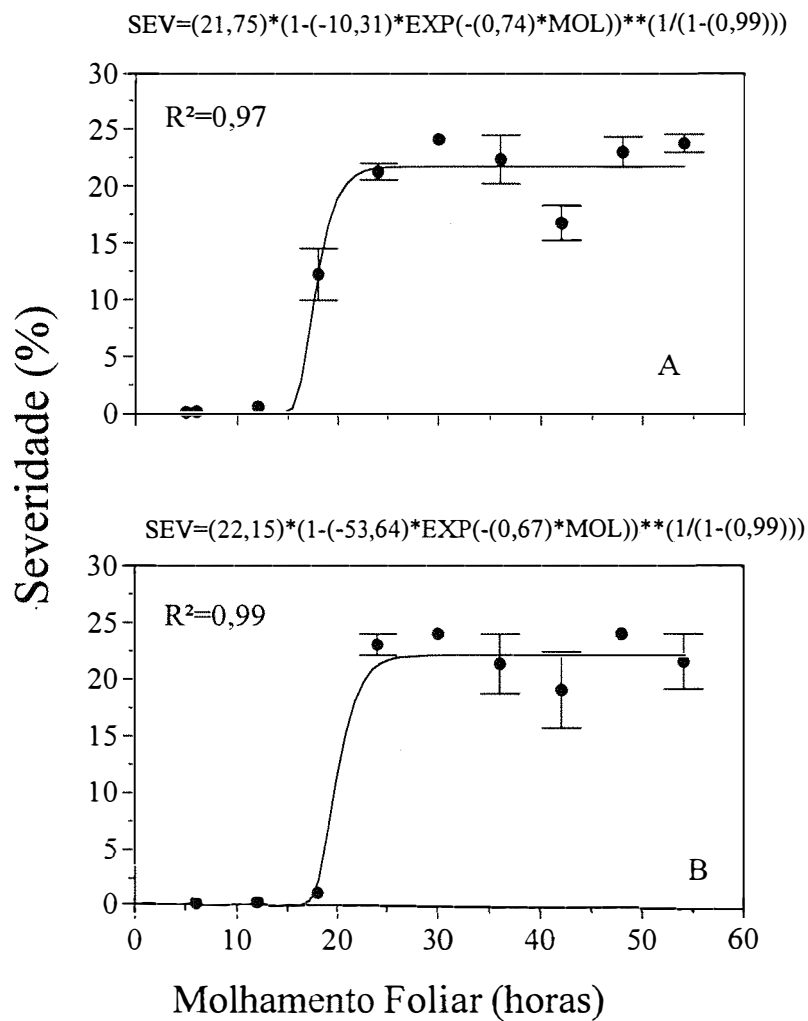 SEV=(21,75)*(1-(-10,31)*EXP(-(0,74)*MOL))**(1/(1-(0,99)))
30
R²=0,97
25
20
15
10
5
A
0
Severidade (%)
SEV=(22,15)*(1-(-53,64)*EXP(-(0,67)*MOL))**(1/(1-(0,99)))
30
R²=0,99
25
20
15
10
5
B
0
0 10 20 30 40 50 60
Molhamento Foliar (horas)